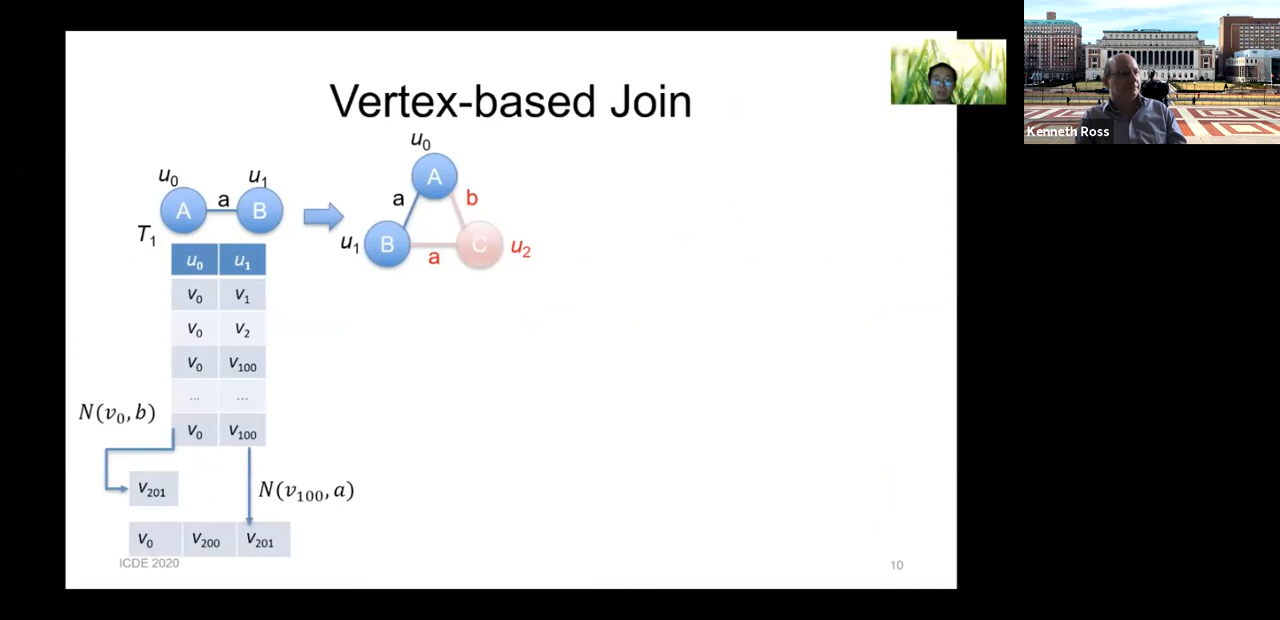 Vertex-based Join
Kenneth Ross
u0
u0 u1
A a B
T1
A
a b
u1 B C u2
a
u0 u1
v0 v1
v0 v2
v0 v100
... ...
N(v0, b)
v0 v100
v201
N(v100, a)
v0 v200 v201
ICDE 2020
10